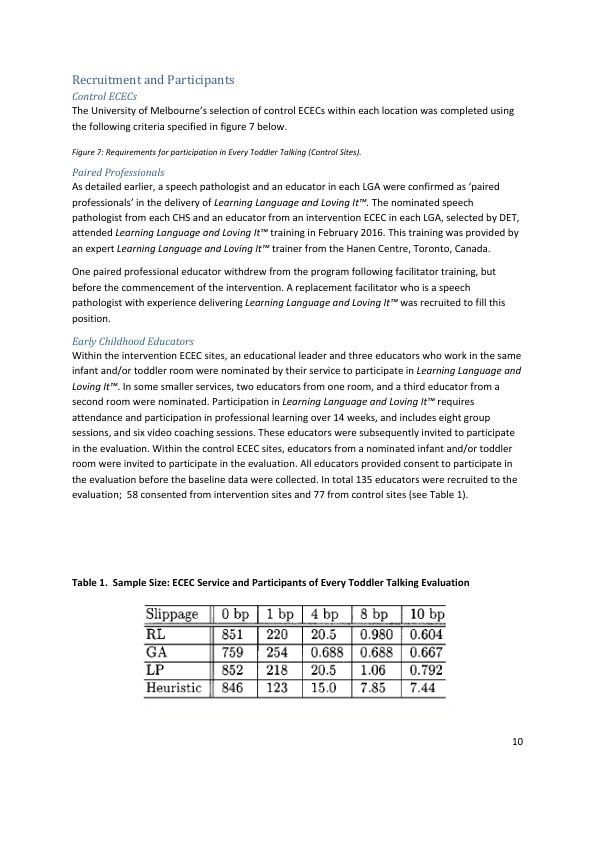 Recruitment and Participants
Control ECECs
The University of Melbourne's selection of control ECECs within each location was completed using
the following criteria specified in figure 7 below.
Figure 7: Requirements for participation in Every Toddler Talking (Control Sites).
Paired Professionals
As detailed earlier, a speech pathologist and an educator in each LGA were confirmed as 'paired
professionals' in the delivery of Learning Language and Loving It™. The nominated speech
pathologist from each CHS and an educator from an intervention ECEC in each LGA, selected by DET,
attended Learning Language and Loving It™ training in February 2016. This training was provided by
an expert Learning Language and Loving It™ trainer from the Hanen Centre, Toronto, Canada.
One paired professional educator withdrew from the program following facilitator training, but
before the commencement of the intervention. A replacement facilitator who is a speech
pathologist with experience delivering Learning Language and Loving It™ was recruited to fill this
position.
Early Childhood Educators
Within the intervention ECEC sites, an educational leader and three educators who work in the same
infant and/or toddler room were nominated by their service to participate in Learning Language and
Loving It™. In some smaller services, two educators from one room, and a third educator from a
second room were nominated. Participation in Learning Language and Loving It™ requires
attendance and participation in professional learning over 14 weeks, and includes eight group
sessions, and six video coaching sessions. These educators were subsequently invited to participate
in the evaluation. Within the control ECEC sites, educators from a nominated infant and/or toddler
room were invited to participate in the evaluation. All educators provided consent to participate in
the evaluation before the baseline data were collected. In total 135 educators were recruited to the
evaluation;  58 consented from intervention sites and 77 from control sites (see Table 1).
Table 1.  Sample Size: ECEC Service and Participants of Every Toddler Talking Evaluation
Slippage 0 bp 1 bp 4 bp 8 bp 10 bp
RL 851 220 20.5 0.980 0.604
GA 759 254 0.688 0.688 0.667
LP 852 218 20.5 1.06 0.792
Heuristic 846 123 15.0 7.85 7.44
10